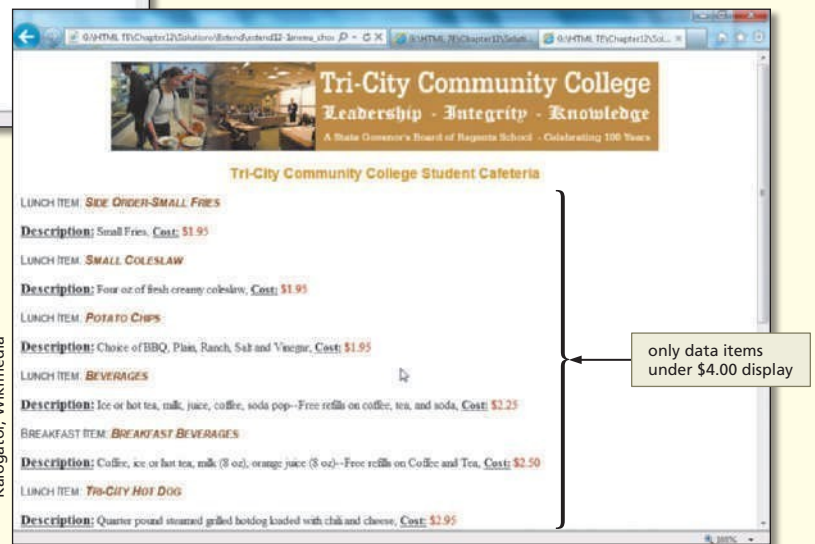 Tri-City Community College
Leadership - Integrity - Knowledge
A State Governor's Board of Regents School - Celebrating 100 Years
Tri-City Community College Student Cafeteria
LUNCH ITEM: SIDE ORDER-SMALL FRIES
Description: Small Fries, Cost: $1.95
LUNCH ITEM: SMALL COLESLAW
Description: Four oz of fresh creamy coleslaw, Cost: $1.95
LUNCH ITEM: POTATO CHIPS
Description: Choice of BBQ, Plain, Ranch, Salt and Vinegar, Cost: $1.95
LUNCH ITEM: BEVERAGES
Description: Ice or hot tea, milk, juice, coffee, soda pop--Free refills on coffee, tea, and soda, Cost: $2.25
BREAKFAST ITEM: BREAKFAST BEVERAGES
Description: Coffee, ice or hot tea, milk (8 oz), orange juice (8 oz)--Free refills on Coffee and Tea, Cost: $2.50
LUNCH ITEM: TRI-CITY HOT DOG
Description: Quarter pound steamed grilled hotdog loaded with chili and cheese, Cost: $2.95
100%
only data items
under $4.00 display
Wikimedia